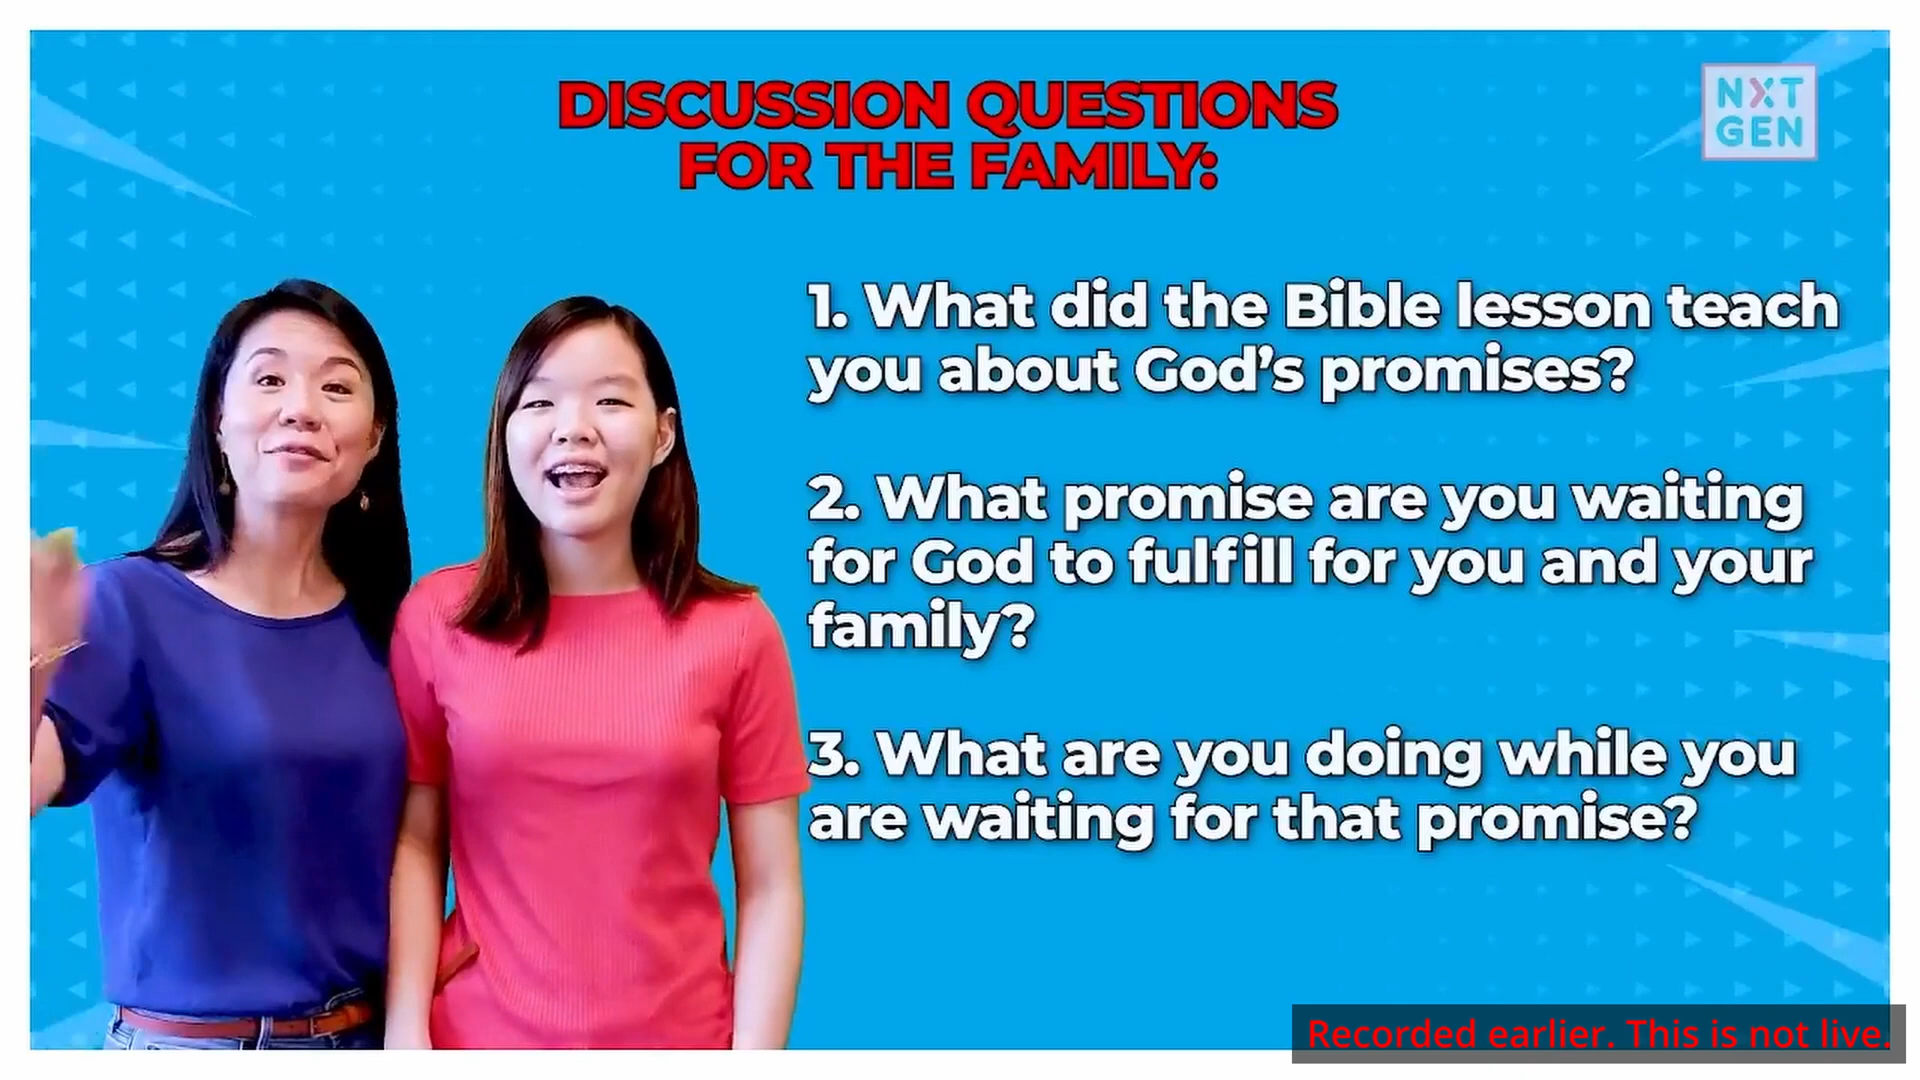 DISCUSSION QUESTIONS
FOR THE FAMILY:
NXT
GEN
1. What did the Bible lesson teach
you about God’s promises?
2. What promise are you waiting
for God to fulfill for you and your
family?
3. What are you doing while you
are waiting for that promise?
Recorded earlier. This is not live.